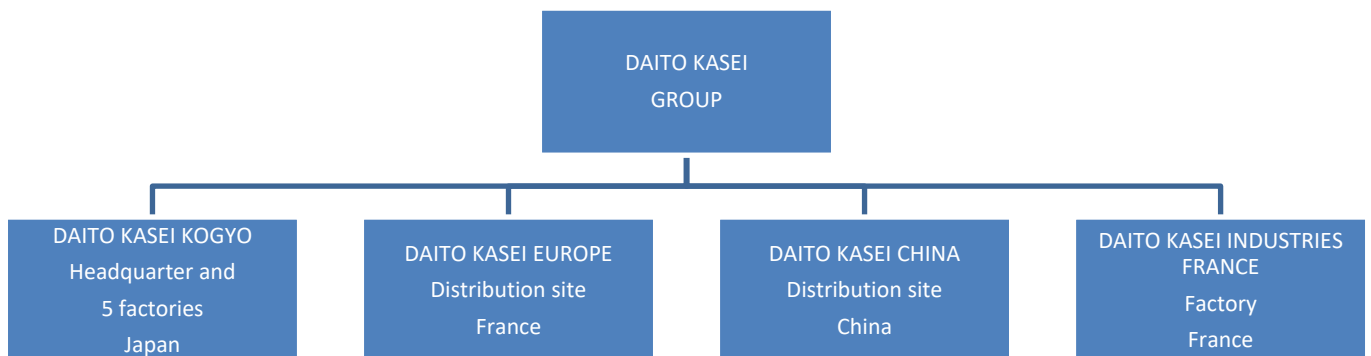 DAITO KASEI
GROUP
DAITO KASEI KOGYO
Headquarter and
5 factories
Japan
DAITO KASEI EUROPE
Distribution site
France
DAITO KASEI CHINA
Distribution site
China
DAITO KASEI INDUSTRIES
FRANCE
Factory
France